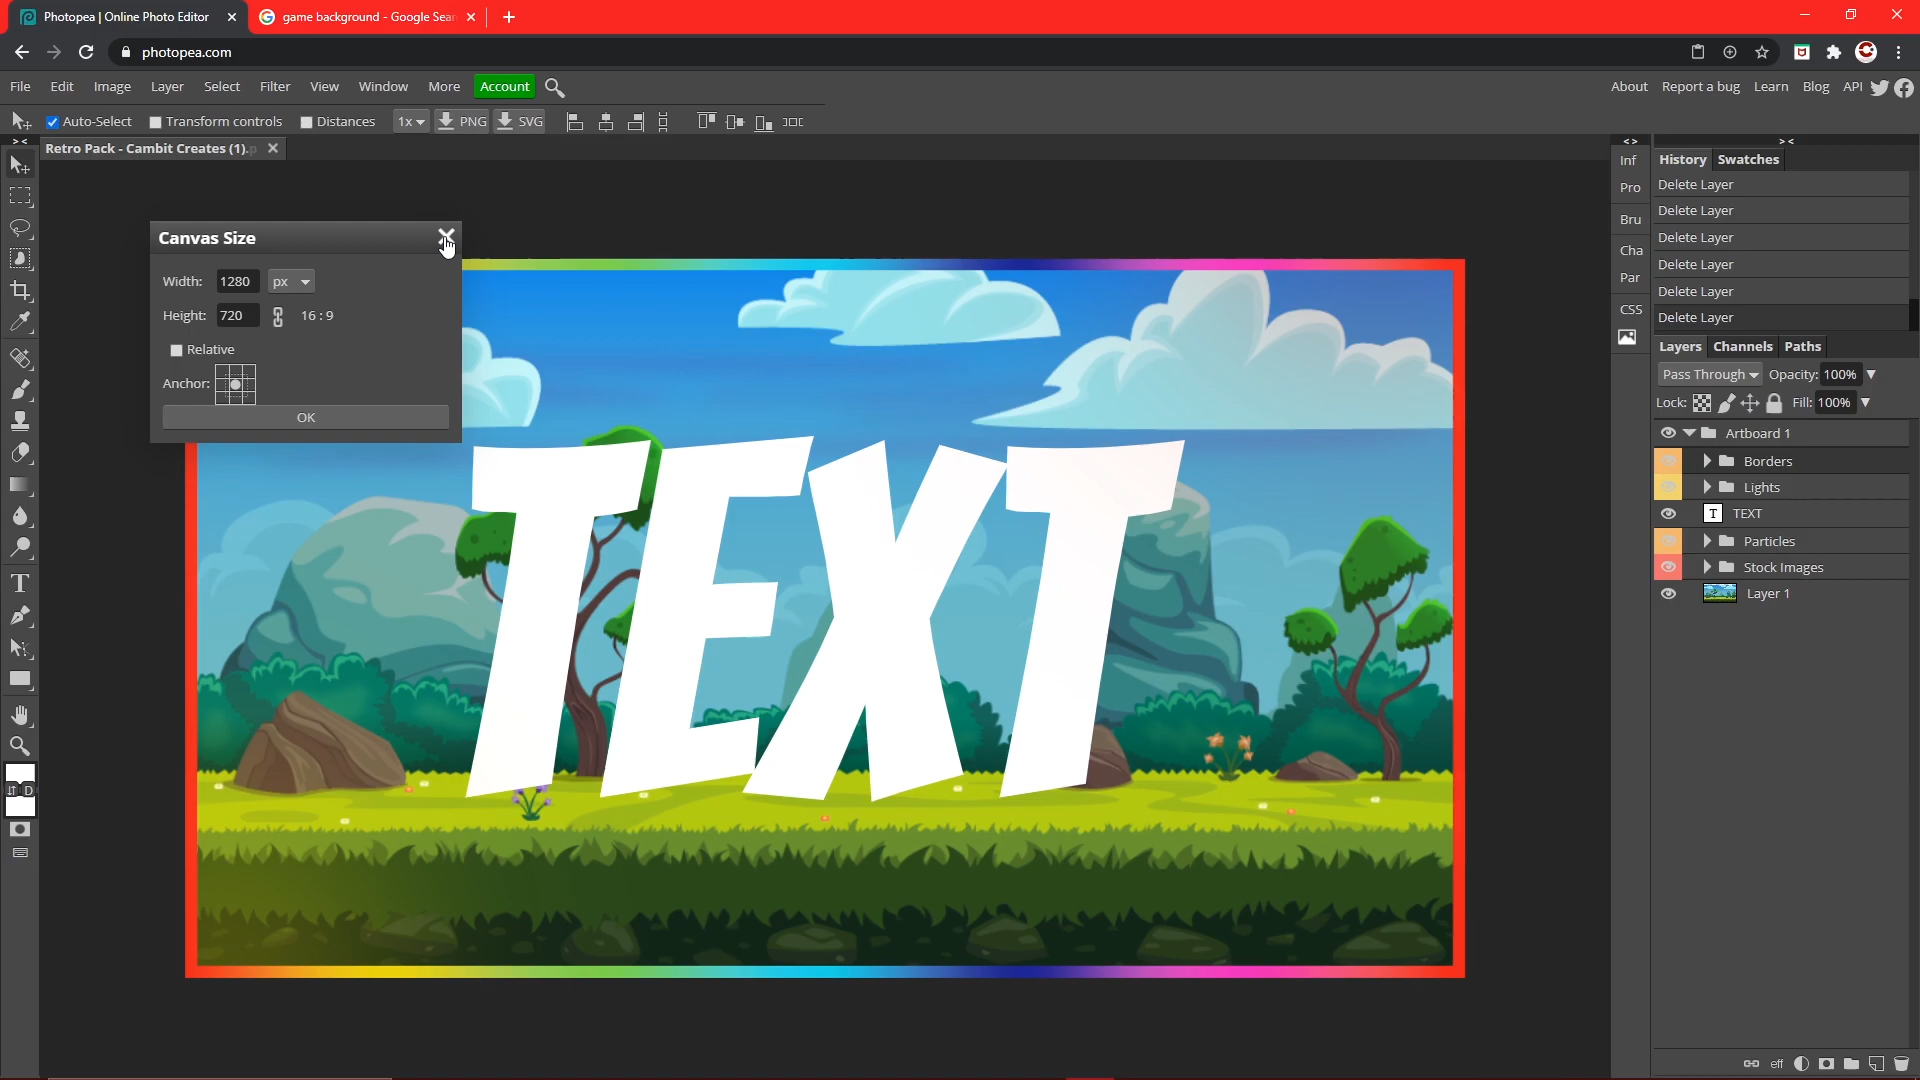 Photopea | Online Photo Editor
game background - Google Sear
photopea.com
File Edit Image Layer Select Filter View Window More Account
About Report a bug Learn Blog API
Auto-Select Transform controls Distances 1x PNG SVG
Retro Pack - Cambit Creates (1).p
Canvas Size
Width: 1280 px
Height: 720 16 : 9
Relative
Anchor:
OK
TEXT
T
D
Inf
Pro
Bru
Cha
Par
CSS
History Swatches
Delete Layer
Delete Layer
Delete Layer
Delete Layer
Delete Layer
Delete Layer
Layers Channels Paths
Pass Through Opacity: 100%
Lock: Fill: 100%
Artboard 1
Borders
Lights
T TEXT
Particles
Stock Images
Layer 1
eff